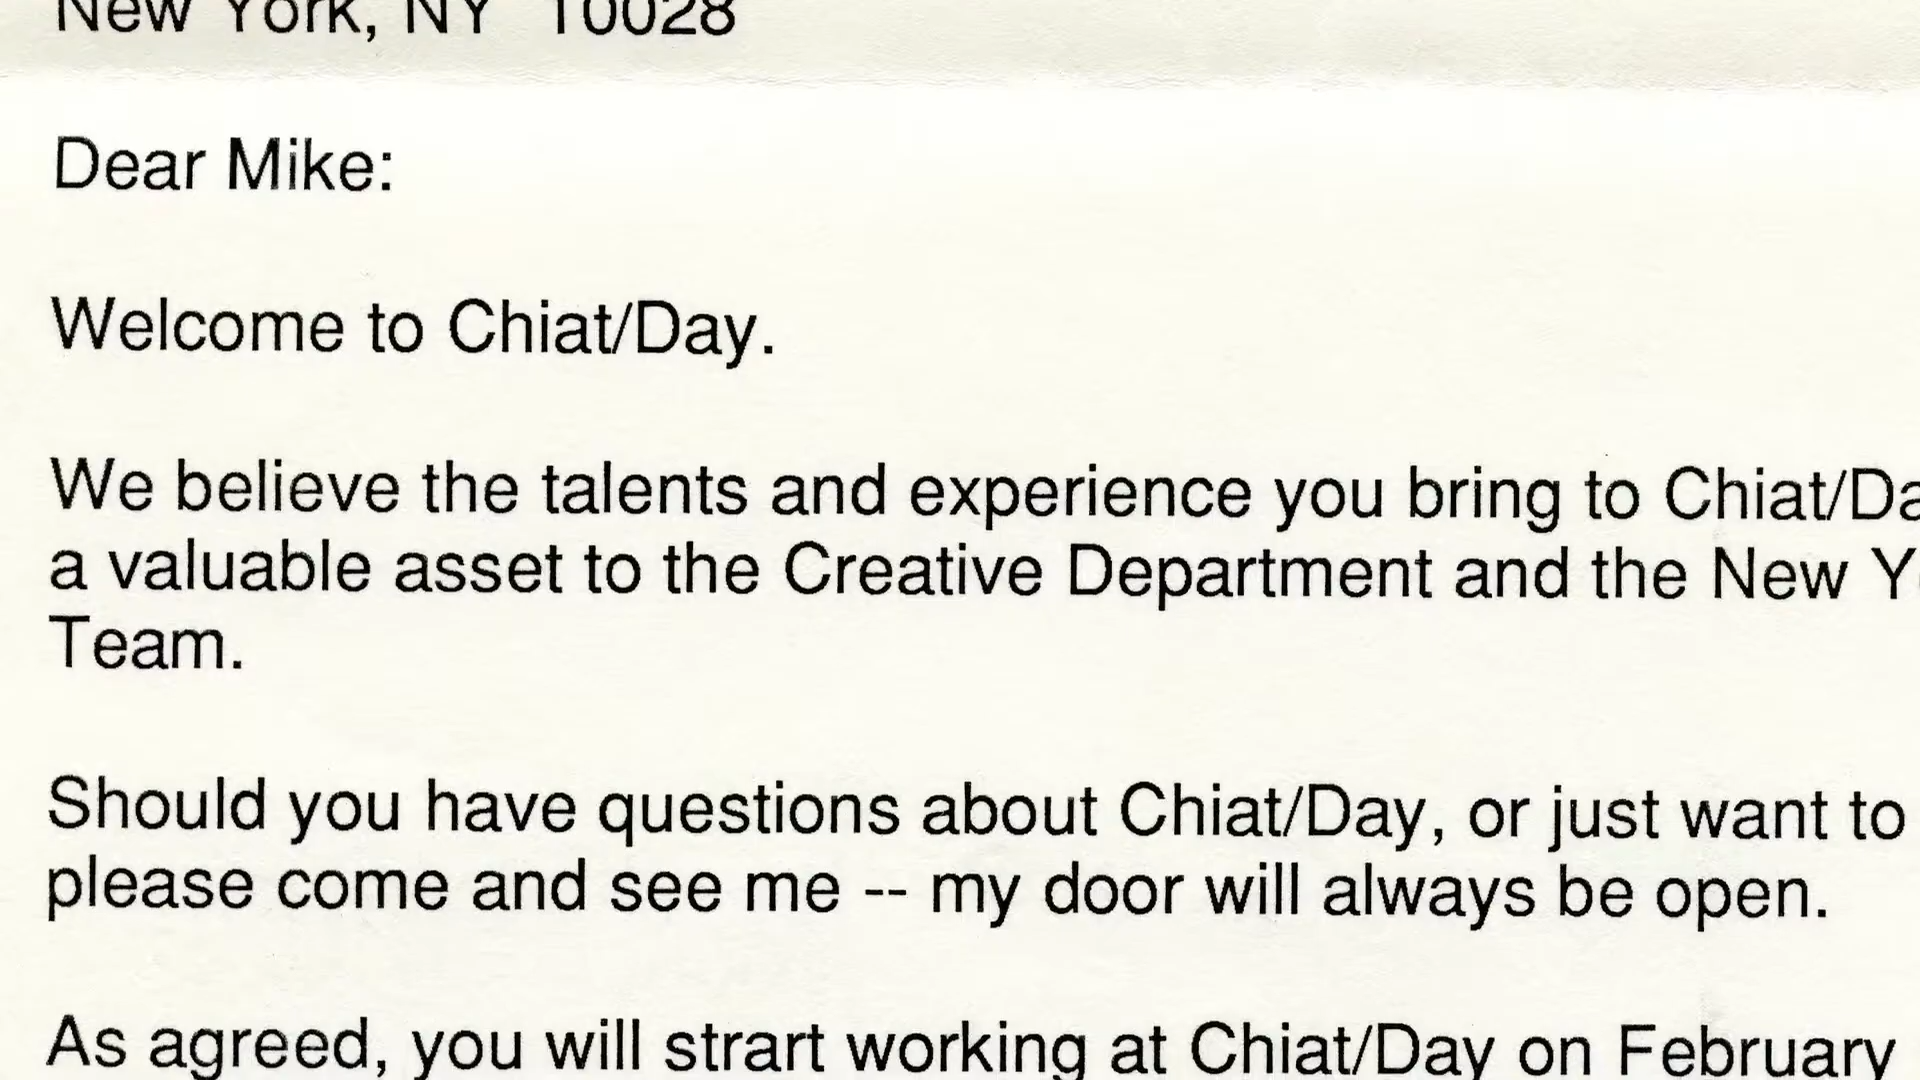 New York, NY 10028
Dear Mike:
Welcome to Chiat/Day.
We believe the talents and experience you bring to Chiat/Da
a valuable asset to the Creative Department and the New Y
Team.
Should you have questions about Chiat/Day, or just want to
please come and see me -- my door will always be open.
As agreed, you will strart working at Chiat/Day on February